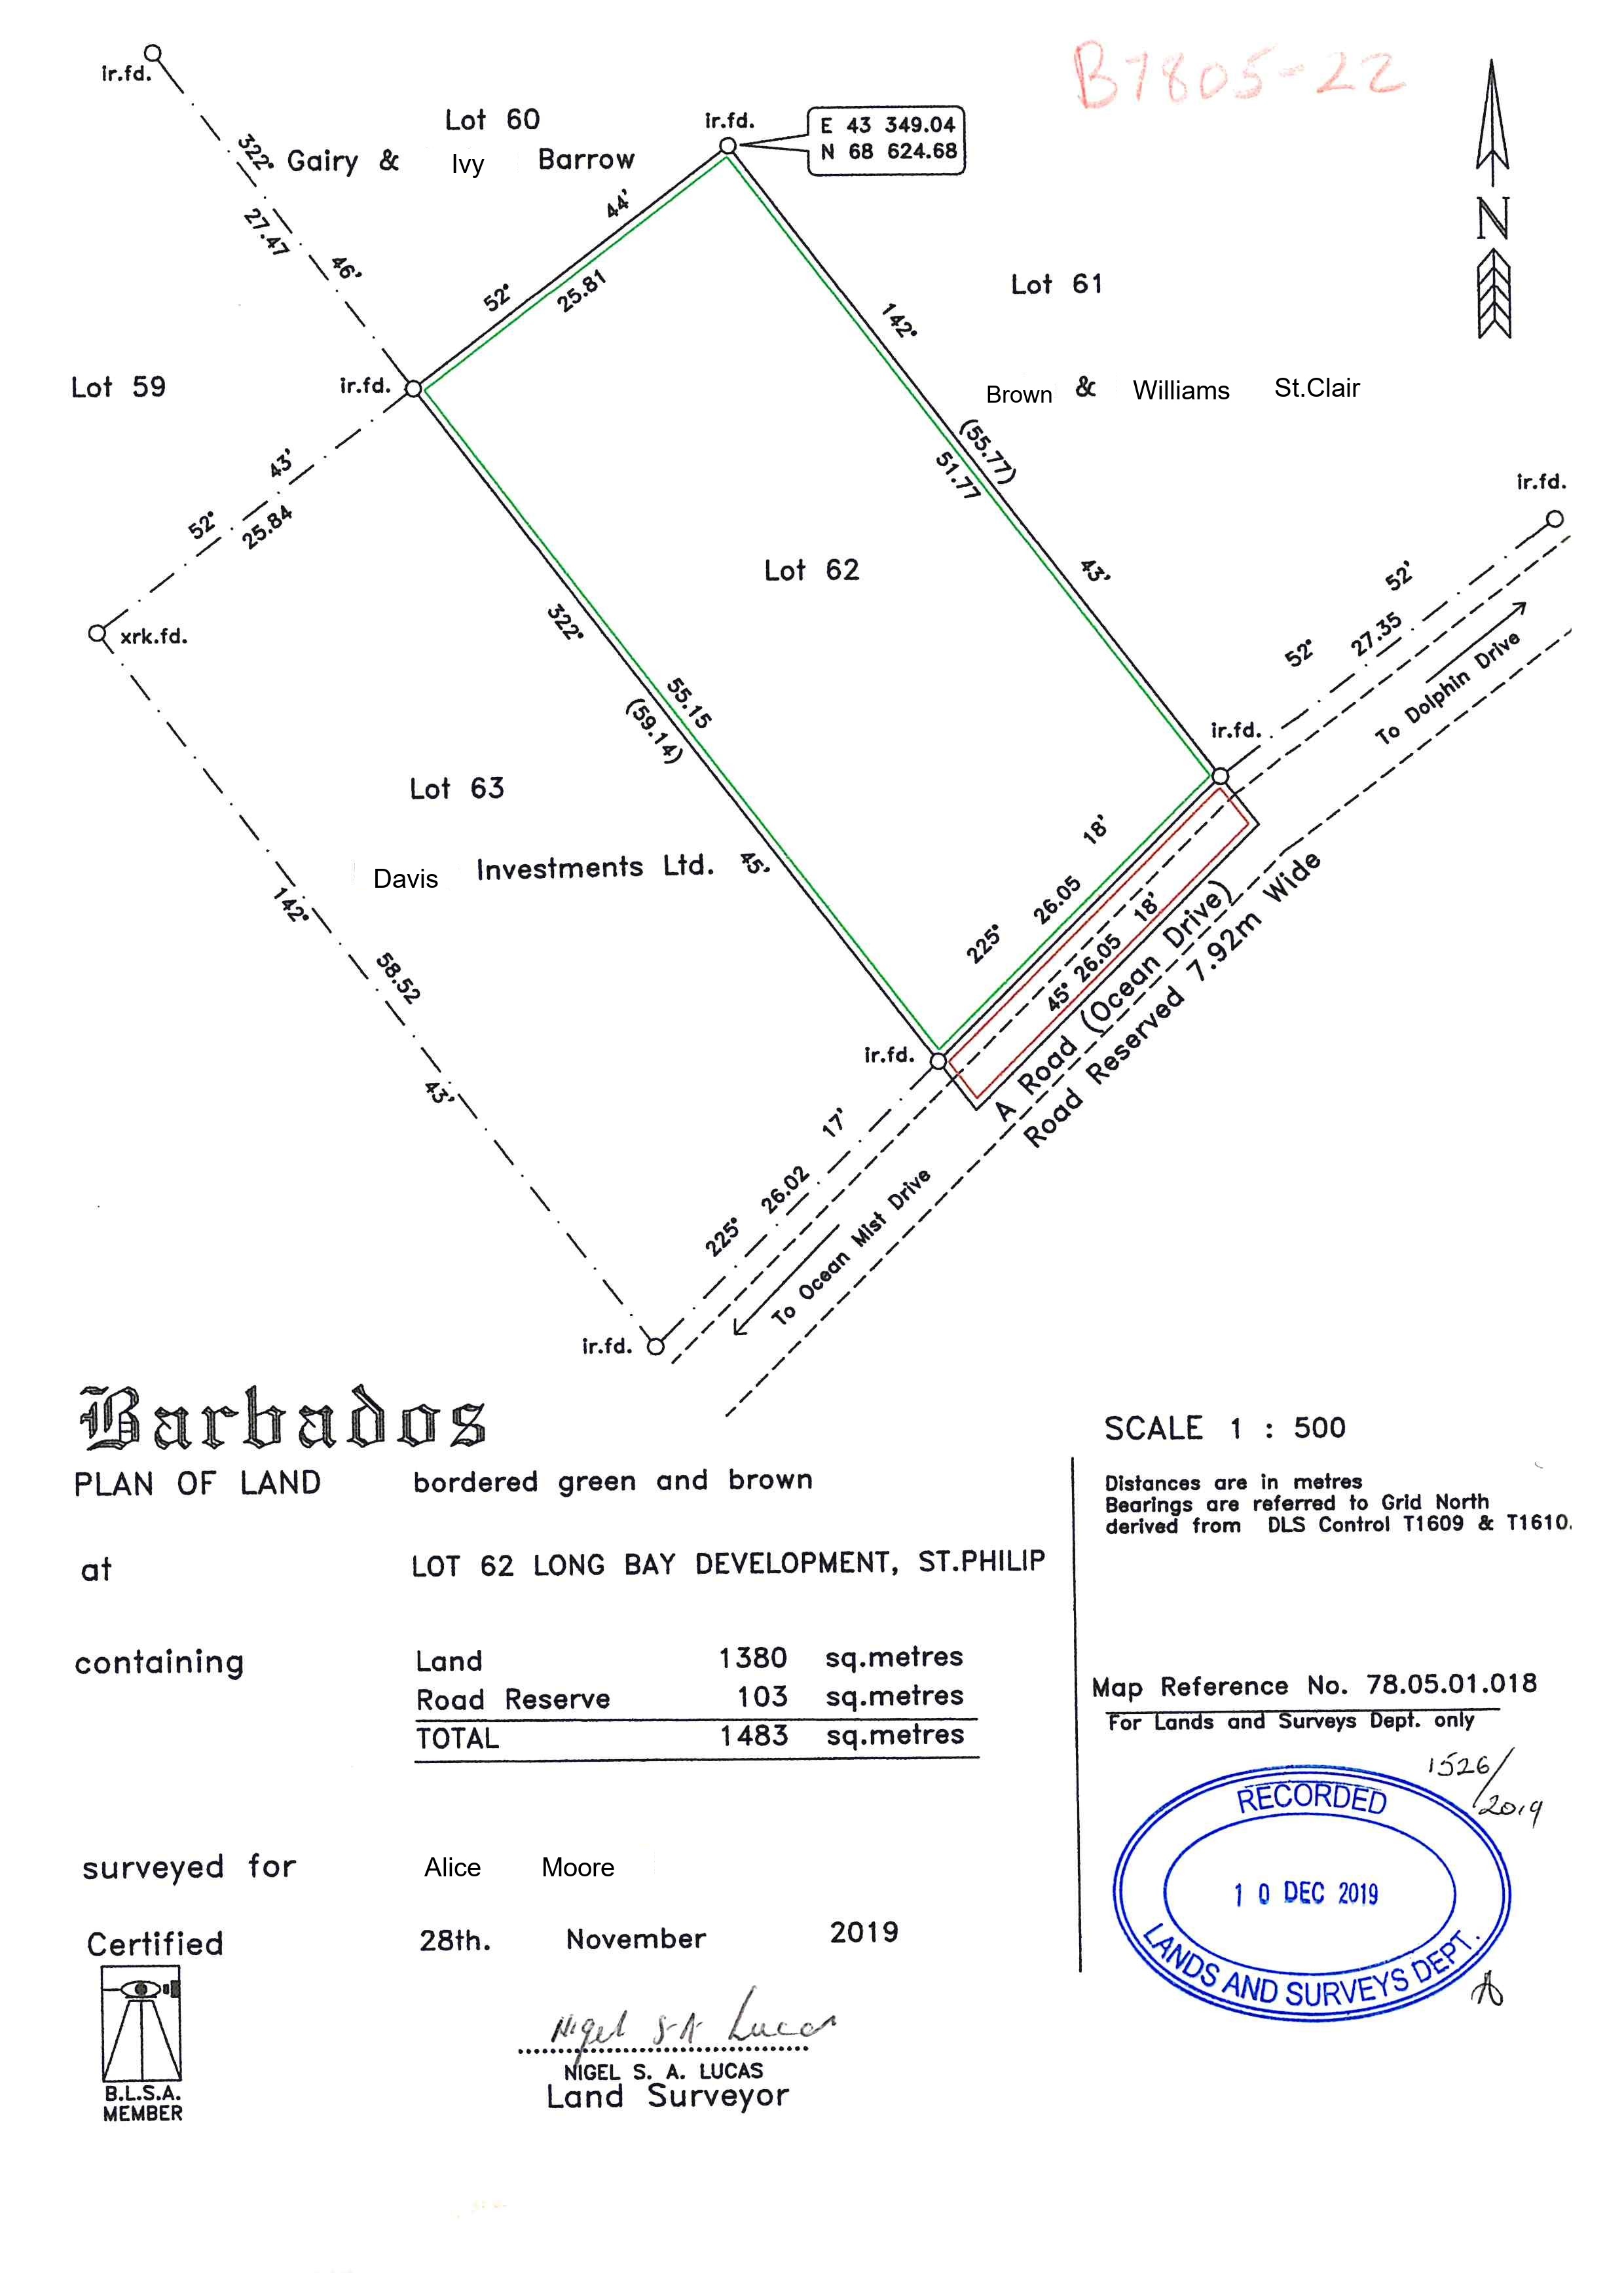 B7805-22
ir.fd.
Lot 60
Gairy & Ivy Barrow
ir.fd.
E 43 349.04
N 68 624.68
N
322° 46'
27.47
52° 44'
25.81
Lot 61
Brown & Williams St.Clair
142° 43'
(55.77)
51.77
Lot 59
ir.fd.
52° 43'
25.84
xrk.fd.
Lot 62
ir.fd.
52° 52'
27.35
To Dolphin Drive
ir.fd.
322° 45'
55.15
(59.14)
Lot 63
Davis Investments Ltd.
142° 43'
58.52
225° 26.05 18'
45° 26.05 18'
A Road (Ocean Drive)
Road Reserved 7.92m Wide
ir.fd.
225° 26.02 17'
To Ocean Mist Drive
ir.fd.
Barbados
PLAN OF LAND bordered green and brown
at LOT 62 LONG BAY DEVELOPMENT, ST.PHILIP
containing Land 1380 sq.metres
Road Reserve 103 sq.metres
TOTAL 1483 sq.metres
surveyed for Alice Moore
Certified 28th. November 2019
B.L.S.A.
MEMBER
Nigel S A Lucas
NIGEL S. A. LUCAS
Land Surveyor
SCALE 1 : 500
Distances are in metres
Bearings are referred to Grid North
derived from DLS Control T1609 & T1610.
Map Reference No. 78.05.01.018
For Lands and Surveys Dept. only
1526/2019
RECORDED
10 DEC 2019
LANDS AND SURVEYS DEPT.